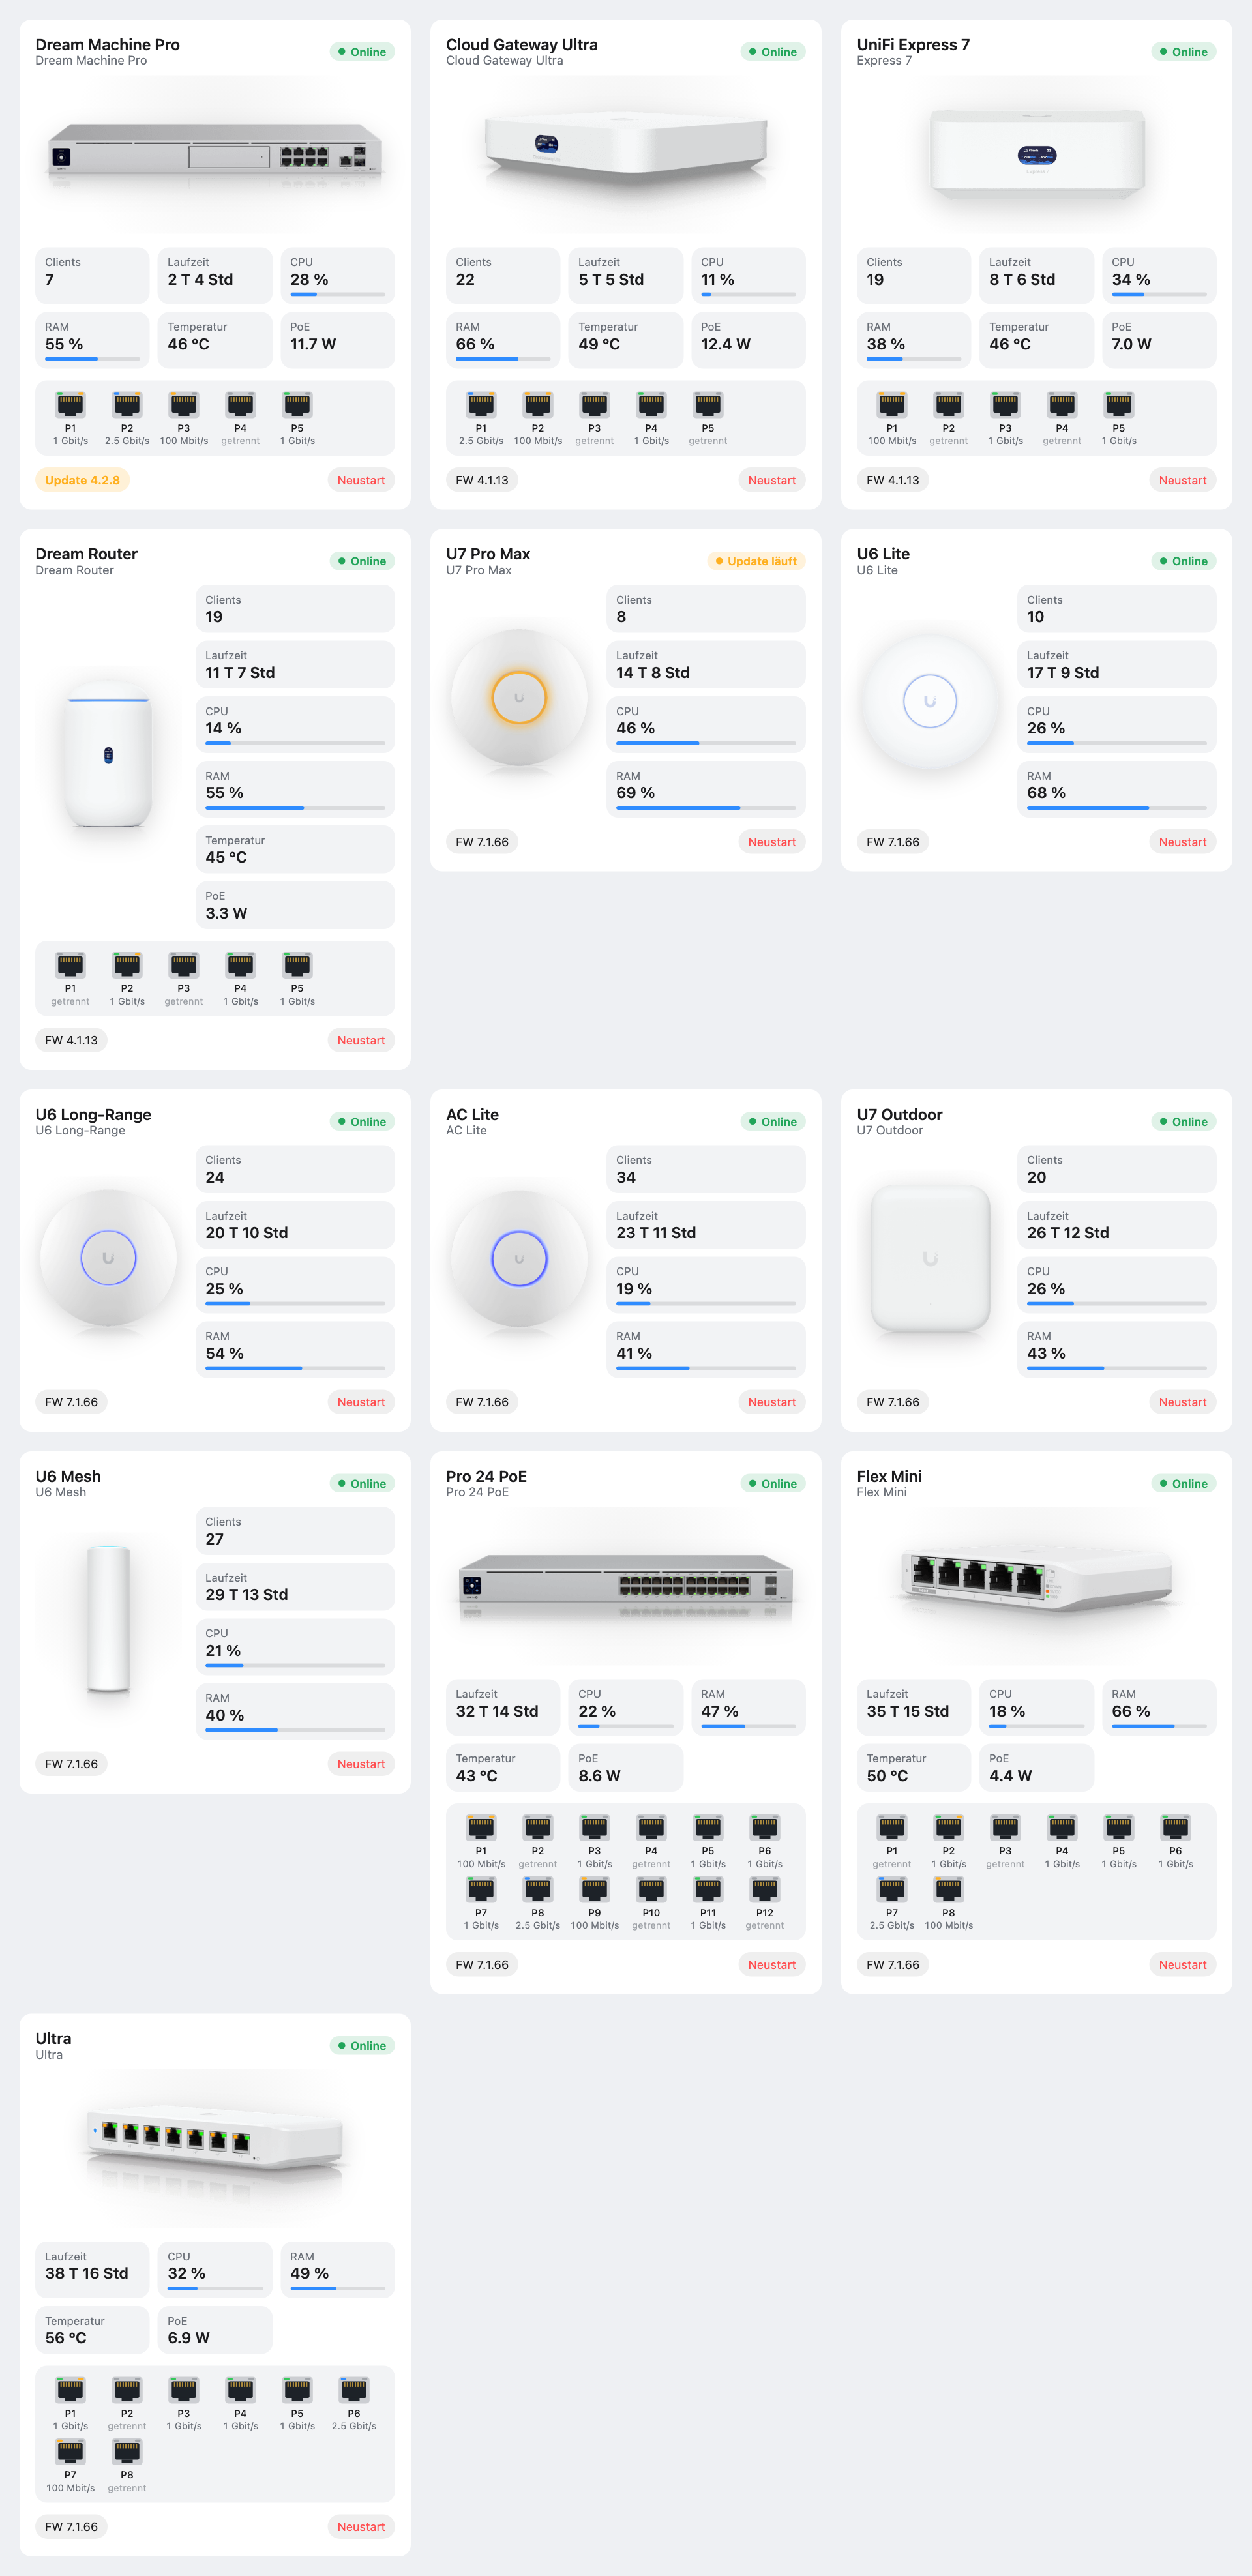 Dream Machine Pro
Online
Dream Machine Pro
Clients
7
Laufzeit
2 T 4 Std
CPU
28 %
RAM
55 %
Temperatur
46 °C
PoE
11.7 W
P1
1 Gbit/s
P2
2.5 Gbit/s
P3
100 Mbit/s
P4
getrennt
P5
1 Gbit/s
Update 4.2.8
Neustart
Cloud Gateway Ultra
Online
Cloud Gateway Ultra
Clients
22
Laufzeit
5 T 5 Std
CPU
11 %
RAM
66 %
Temperatur
49 °C
PoE
12.4 W
P1
2.5 Gbit/s
P2
100 Mbit/s
P3
getrennt
P4
1 Gbit/s
P5
getrennt
FW 4.1.13
Neustart
UniFi Express 7
Online
Express 7
Clients
19
Laufzeit
8 T 6 Std
CPU
34 %
RAM
38 %
Temperatur
46 °C
PoE
7.0 W
P1
100 Mbit/s
P2
getrennt
P3
1 Gbit/s
P4
getrennt
P5
1 Gbit/s
FW 4.1.13
Neustart
Dream Router
Online
Dream Router
Clients
19
Laufzeit
11 T 7 Std
CPU
14 %
RAM
55 %
Temperatur
45 °C
PoE
3.3 W
P1
getrennt
P2
1 Gbit/s
P3
getrennt
P4
1 Gbit/s
P5
1 Gbit/s
FW 4.1.13
Neustart
U7 Pro Max
Update läuft
U7 Pro Max
Clients
8
Laufzeit
14 T 8 Std
CPU
46 %
RAM
69 %
FW 7.1.66
Neustart
U6 Lite
Online
U6 Lite
Clients
10
Laufzeit
17 T 9 Std
CPU
26 %
RAM
68 %
FW 7.1.66
Neustart
U6 Long-Range
Online
U6 Long-Range
Clients
24
Laufzeit
20 T 10 Std
CPU
25 %
RAM
54 %
FW 7.1.66
Neustart
AC Lite
Online
AC Lite
Clients
34
Laufzeit
23 T 11 Std
CPU
19 %
RAM
41 %
FW 7.1.66
Neustart
U7 Outdoor
Online
U7 Outdoor
Clients
20
Laufzeit
26 T 12 Std
CPU
26 %
RAM
43 %
FW 7.1.66
Neustart
U6 Mesh
Online
U6 Mesh
Clients
27
Laufzeit
29 T 13 Std
CPU
21 %
RAM
40 %
FW 7.1.66
Neustart
Pro 24 PoE
Online
Pro 24 PoE
Laufzeit
32 T 14 Std
CPU
22 %
RAM
47 %
Temperatur
43 °C
PoE
8.6 W
P1
100 Mbit/s
P2
getrennt
P3
1 Gbit/s
P4
getrennt
P5
1 Gbit/s
P6
1 Gbit/s
P7
1 Gbit/s
P8
2.5 Gbit/s
P9
100 Mbit/s
P10
getrennt
P11
1 Gbit/s
P12
getrennt
FW 7.1.66
Neustart
Flex Mini
Online
Flex Mini
Laufzeit
35 T 15 Std
CPU
18 %
RAM
66 %
Temperatur
50 °C
PoE
4.4 W
P1
getrennt
P2
1 Gbit/s
P3
getrennt
P4
1 Gbit/s
P5
1 Gbit/s
P6
1 Gbit/s
P7
2.5 Gbit/s
P8
100 Mbit/s
FW 7.1.66
Neustart
Ultra
Online
Ultra
Laufzeit
38 T 16 Std
CPU
32 %
RAM
49 %
Temperatur
56 °C
PoE
6.9 W
P1
1 Gbit/s
P2
getrennt
P3
1 Gbit/s
P4
1 Gbit/s
P5
1 Gbit/s
P6
2.5 Gbit/s
P7
100 Mbit/s
P8
getrennt
FW 7.1.66
Neustart